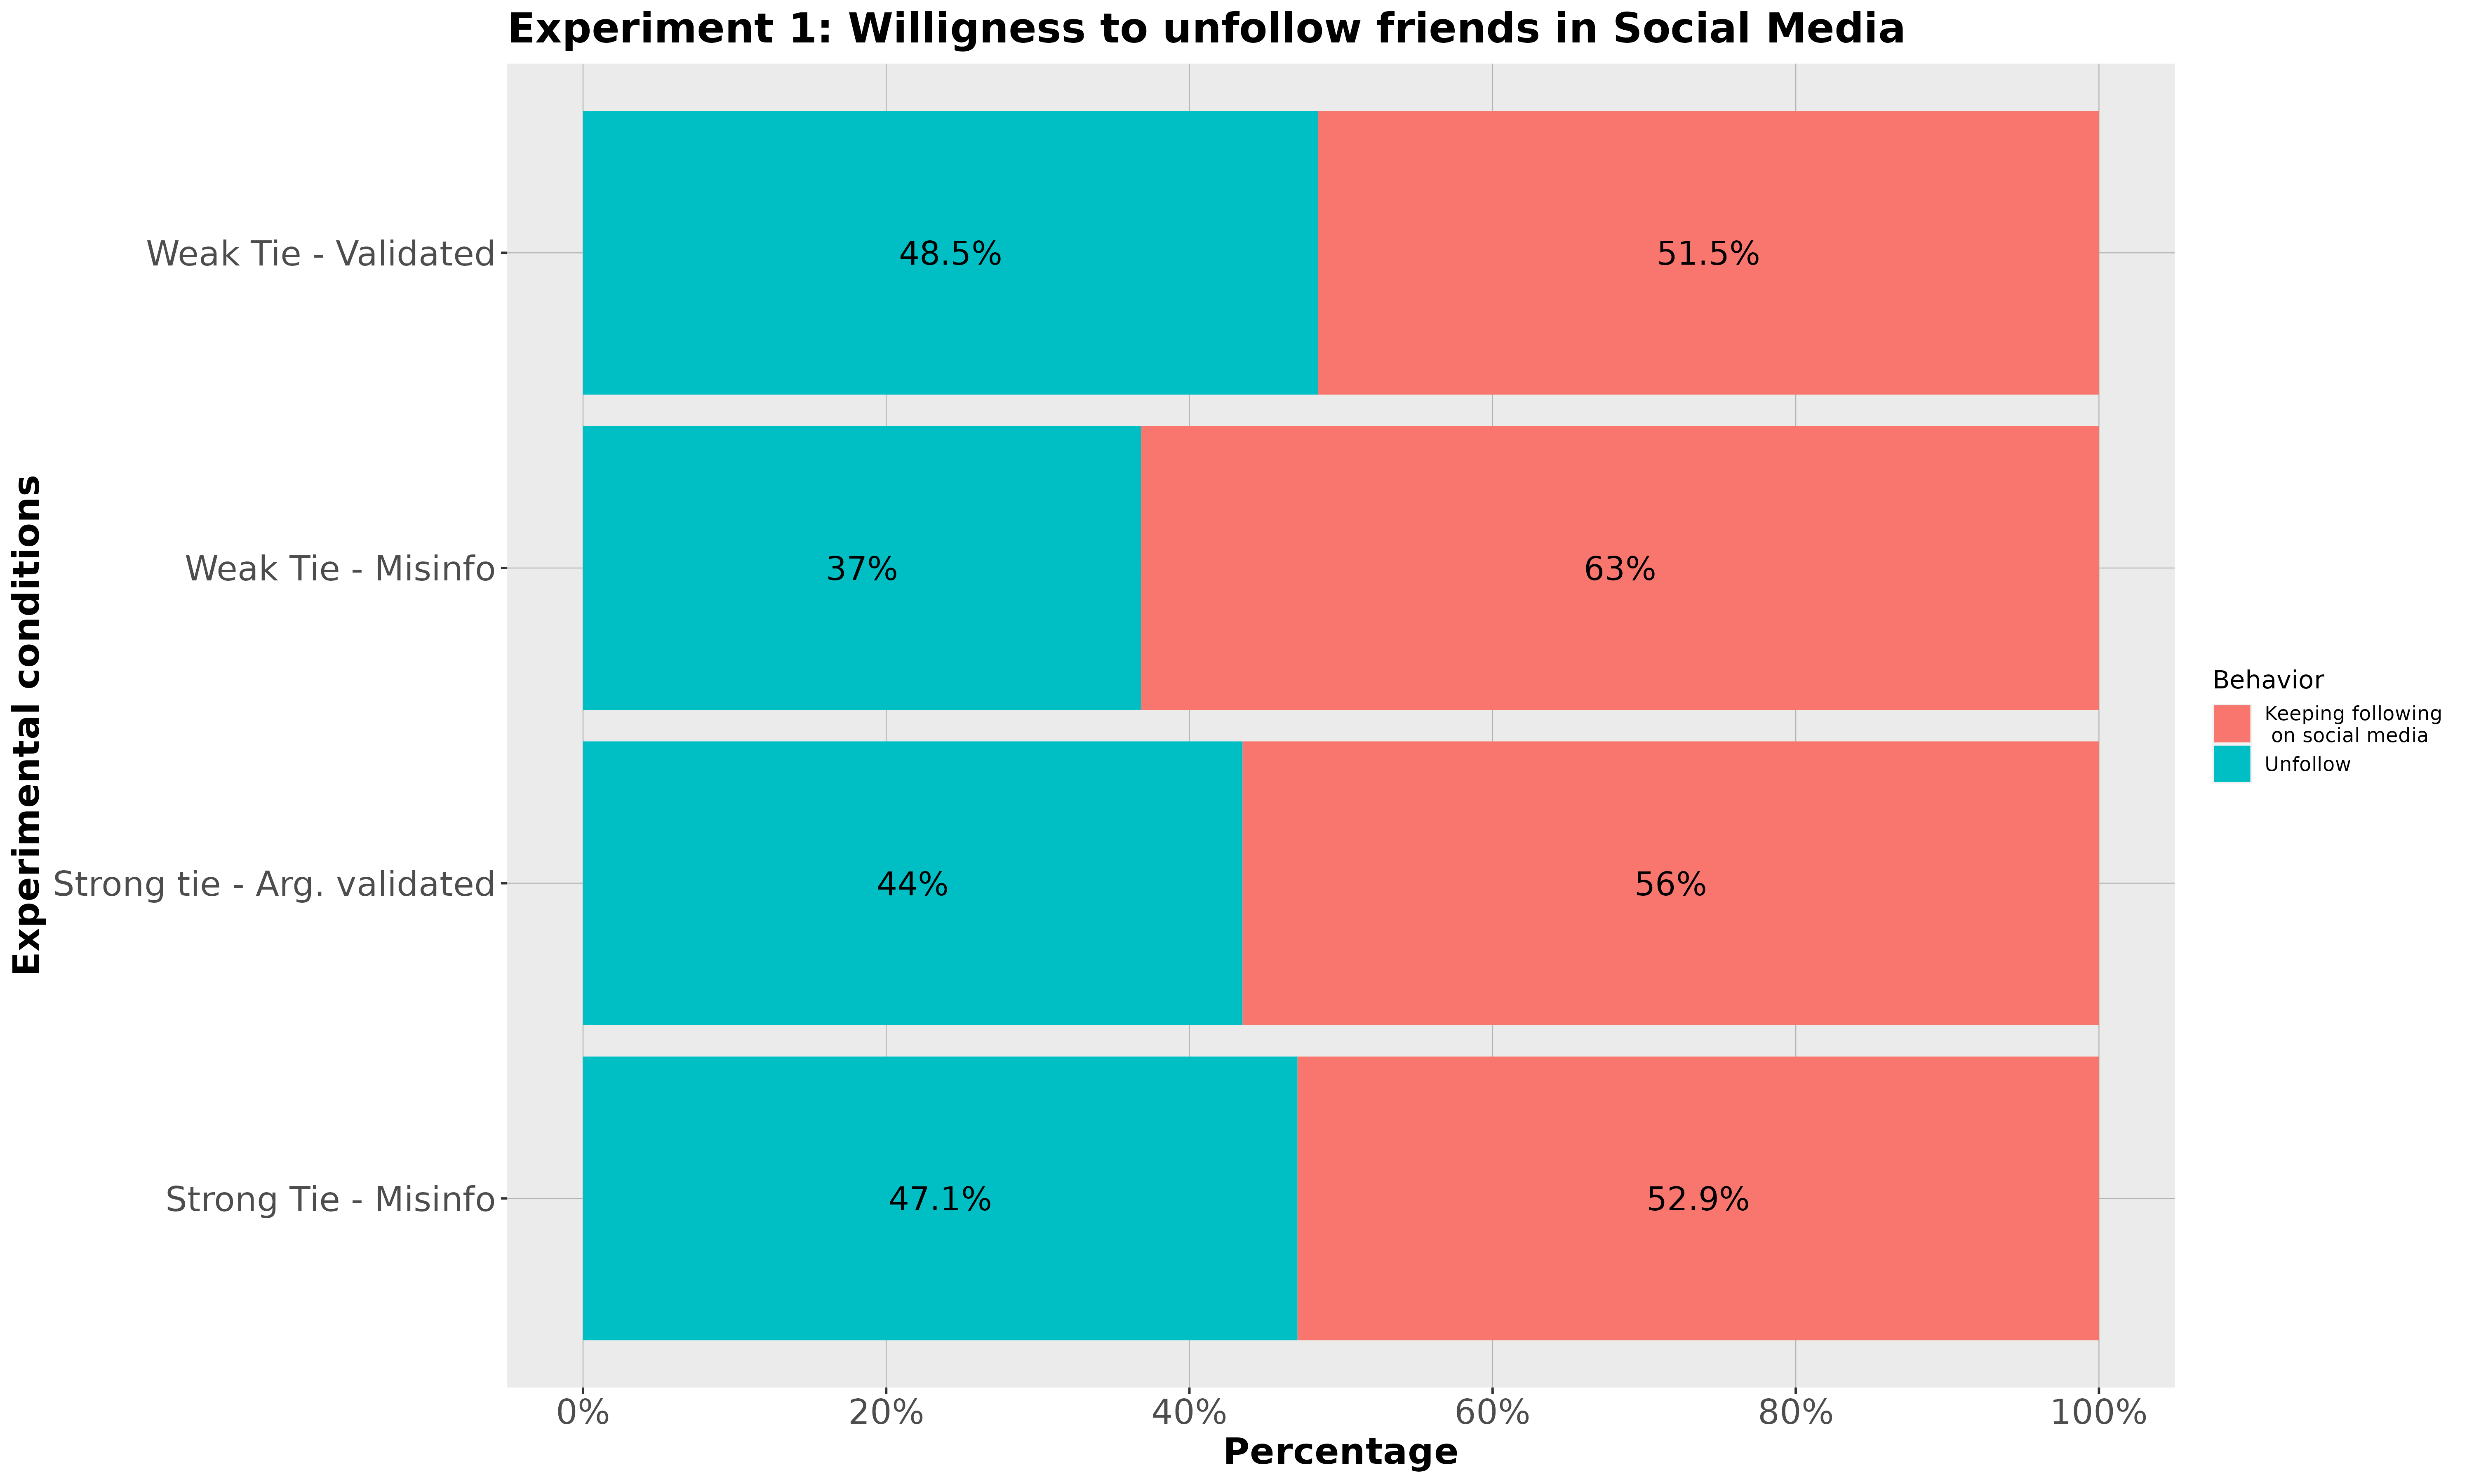 Experiment 1: Willigness to unfollow friends in Social Media
Experimental conditions
Weak Tie - Validated
48.5%
51.5%
Weak Tie - Misinfo
37%
63%
Strong tie - Arg. validated
44%
56%
Strong Tie - Misinfo
47.1%
52.9%
0%
20%
40%
60%
80%
100%
Percentage
Behavior
Keeping following
on social media
Unfollow